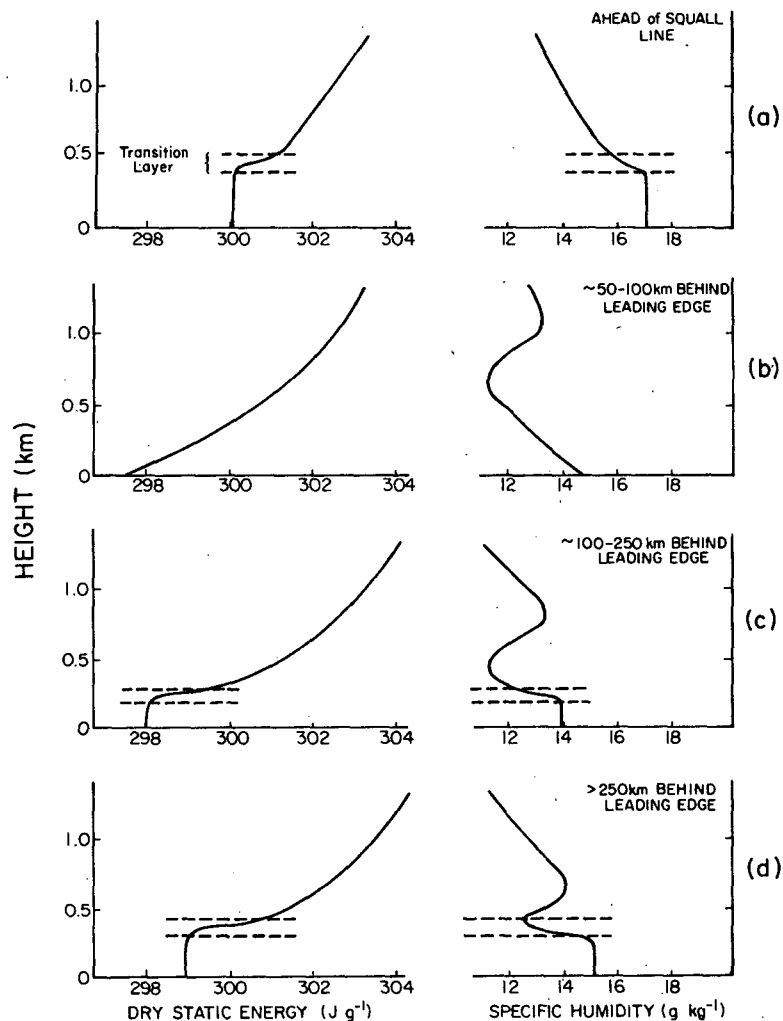 AHEAD of SQUALL
LINE
1.0
0.5
0
Transition
Layer
298 300 302 304
12 14 16 18
(a)
~50-100km BEHIND
LEADING EDGE
1.0
0.5
0
298 300 302 304
12 14 16 18
(b)
HEIGHT (km)
~100-250 km BEHIND
LEADING EDGE
1.0
0.5
0
298 300 302 304
12 14 16 18
(c)
>250km BEHIND
LEADING EDGE
1.0
0.5
0
298 300 302 304
12 14 16 18
(d)
DRY STATIC ENERGY (J g⁻¹)
SPECIFIC HUMIDITY (g kg⁻¹)